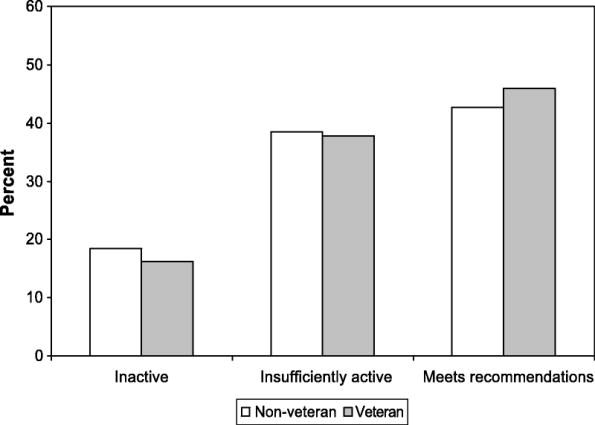 60
50
40
30
20
10
0
Percent
Inactive
Insufficiently active
Meets recommendations
Non-veteran Veteran